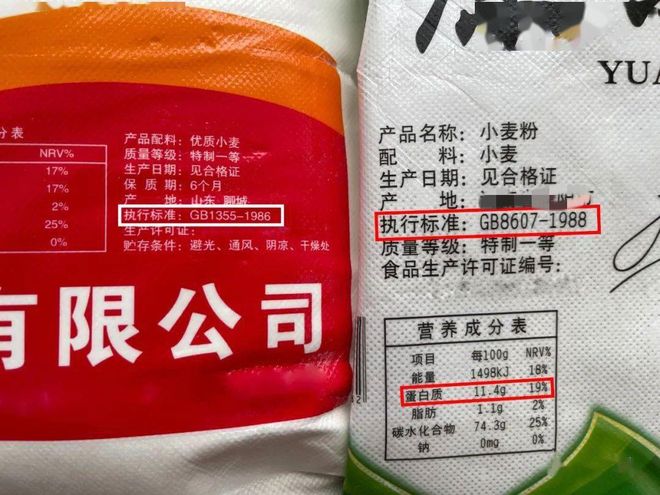 分表
NRV%
17%
17%
2%
25%
0%
产品配料：优质小麦
质量等级：特制一等
生产日期：见合格证
保 质 期：6个月
产 地：山东 聊城
执行标准：GB1355-1986
生产许可证：
贮存条件：避光、通风、阴凉、干燥处
有限公司
YUA
产品名称：小麦粉
配 料：小麦
生产日期：见合格证
产 地：
执行标准：GB8607-1988
质量等级：特制一等
食品生产许可证编号：
营养成分表
项目 每100g NRV%
能量 1498KJ 18%
蛋白质 11.4g 19%
脂肪 1.1g 2%
碳水化合物 74.3g 25%
钠 0mg 0%